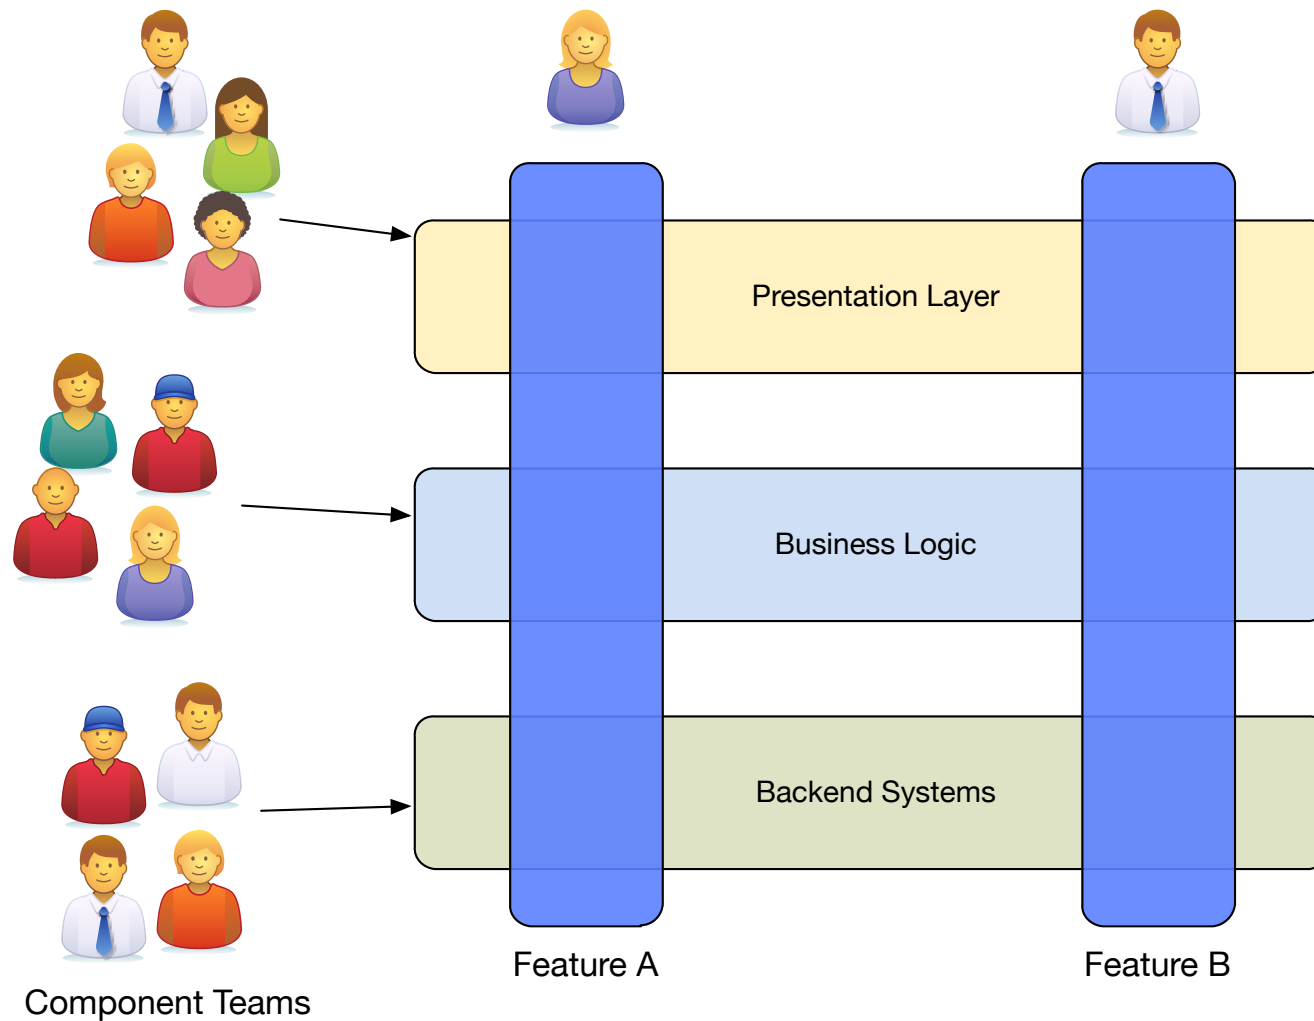 Presentation Layer
Business Logic
Backend Systems
Feature A
Feature B
Component Teams